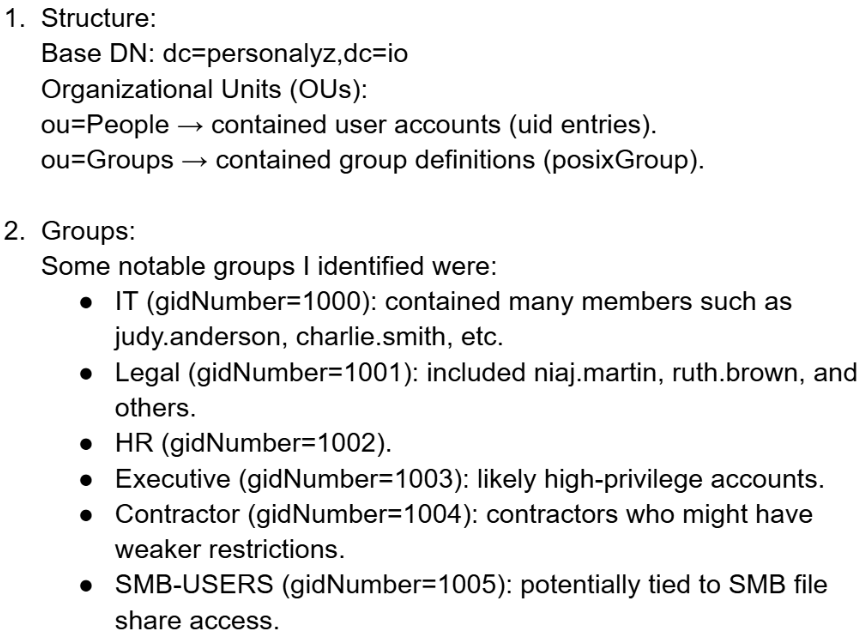 1. Structure:
Base DN: dc=personalyz,dc=io
Organizational Units (OUs):
ou=People → contained user accounts (uid entries).
ou=Groups → contained group definitions (posixGroup).
2. Groups:
Some notable groups I identified were:
● IT (gidNumber=1000): contained many members such as
judy.anderson, charlie.smith, etc.
● Legal (gidNumber=1001): included niaj.martin, ruth.brown, and
others.
● HR (gidNumber=1002).
● Executive (gidNumber=1003): likely high-privilege accounts.
● Contractor (gidNumber=1004): contractors who might have
weaker restrictions.
● SMB-USERS (gidNumber=1005): potentially tied to SMB file
share access.